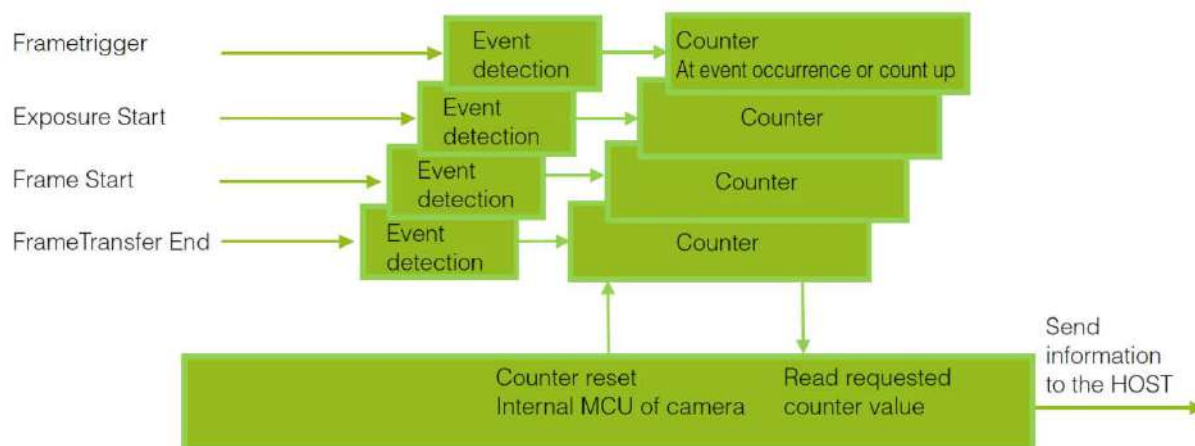 Frametrigger
Event
detection
Counter
At event occurrence or count up
Exposure Start
Event
detection
Counter
Frame Start
Event
detection
Counter
FrameTransfer End
Event
detection
Counter
Counter reset
Internal MCU of camera
Read requested
counter value
Send
information
to the HOST